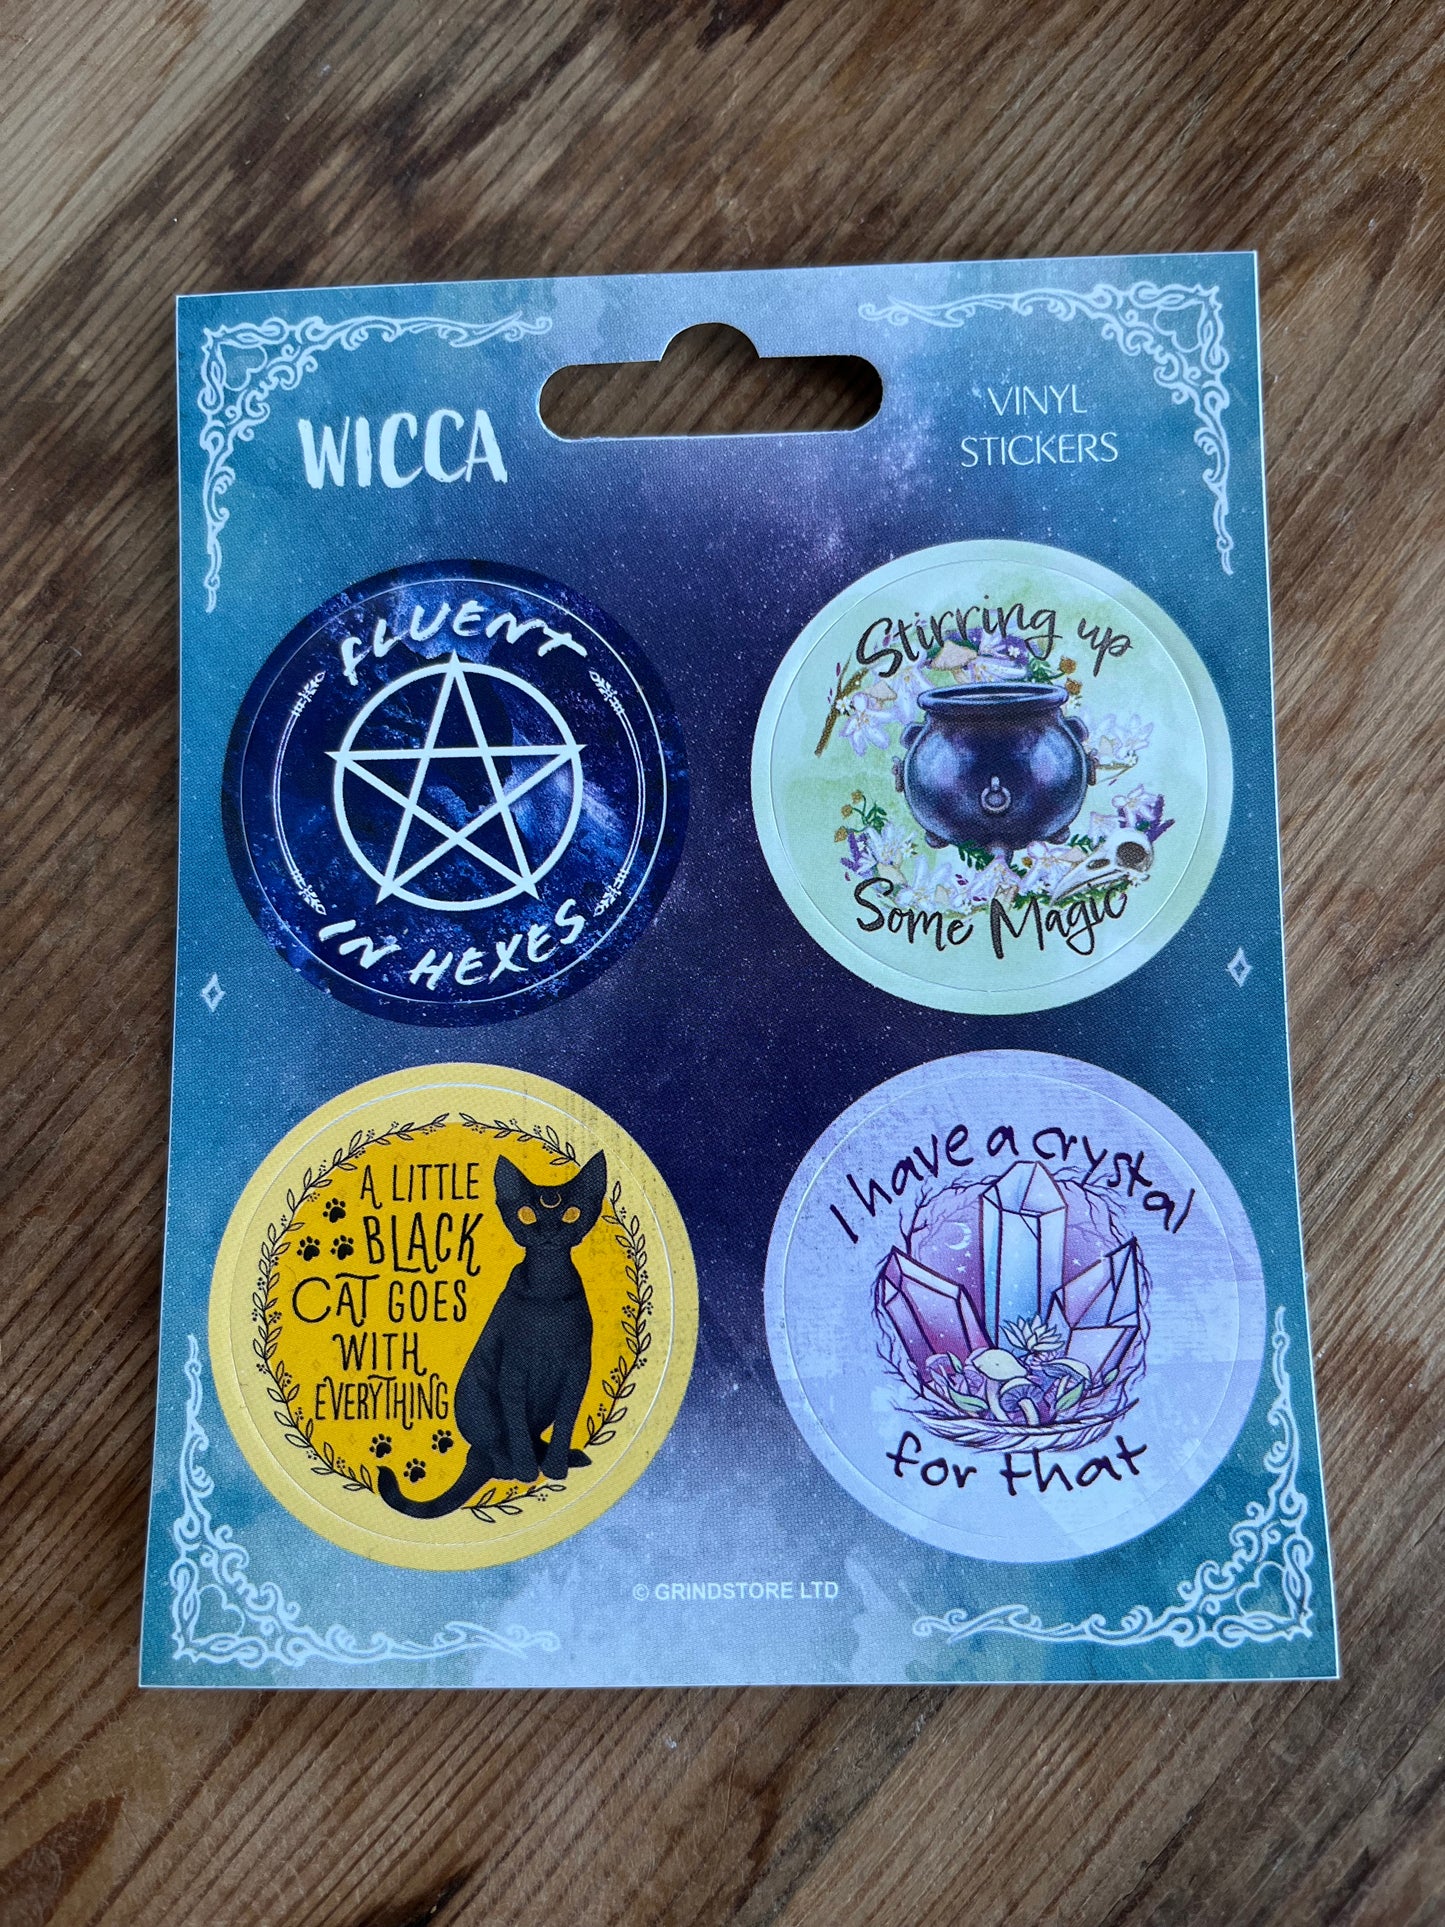 WICCA
VINYL
STICKERS
FLUENT
IN HEXES
Stirring up
Some Magic
A LITTLE
BLACK
CAT GOES
WITH
EVERYTHING
I have a crystal
for that
© GRINDSTORE LTD